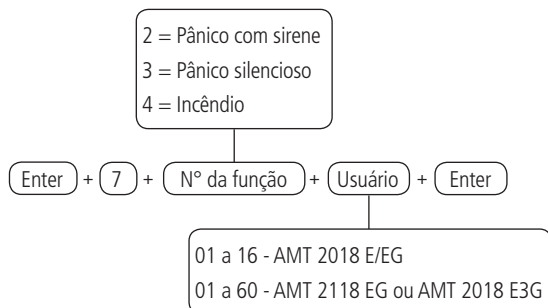 2 = Pânico com sirene
3 = Pânico silencioso
4 = Incêndio
Enter + 7 + N° da função + Usuário + Enter
01 a 16 - AMT 2018 E/EG
01 a 60 - AMT 2118 EG ou AMT 2018 E3G